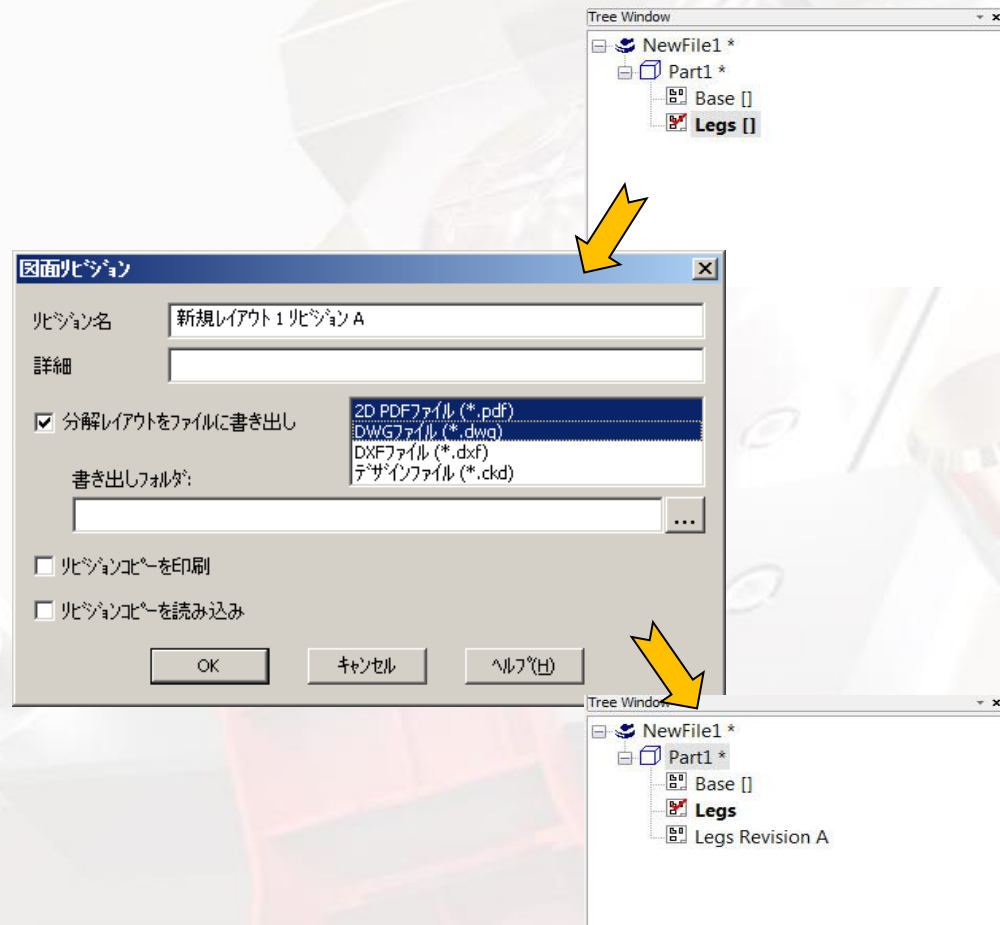 Tree Window
NewFile1 *
Part1 *
Base []
Legs []
図面ﾘﾋﾞｼﾞｮﾝ
ﾘﾋﾞｼﾞｮﾝ名
新規ﾚｲｱｳﾄ 1 ﾘﾋﾞｼﾞｮﾝ A
詳細
分解ﾚｲｱｳﾄをﾌｧｲﾙに書き出し
2D PDFﾌｧｲﾙ (*.pdf)
DWGﾌｧｲﾙ (*.dwg)
DXFﾌｧｲﾙ (*.dxf)
ﾃﾞｻﾞｲﾝﾌｧｲﾙ (*.ckd)
書き出しﾌｫﾙﾀﾞ:
...
ﾘﾋﾞｼﾞｮﾝｺﾋﾟｰを印刷
ﾘﾋﾞｼﾞｮﾝｺﾋﾟｰを読み込み
OK
ｷｬﾝｾﾙ
ﾍﾙﾌﾟ(H)
Tree Window
NewFile1 *
Part1 *
Base []
Legs
Legs Revision A